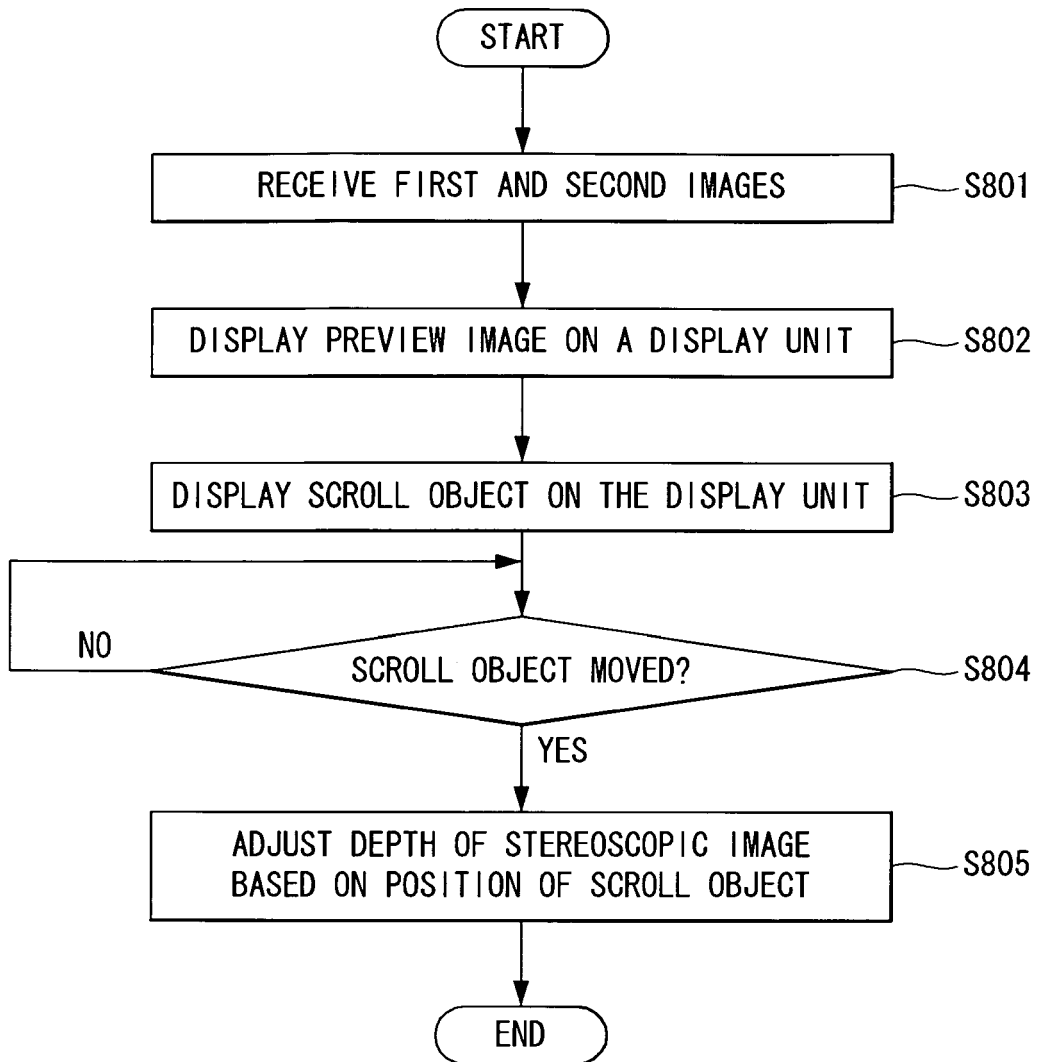 START
RECEIVE FIRST AND SECOND IMAGES
S801
DISPLAY PREVIEW IMAGE ON A DISPLAY UNIT
S802
DISPLAY SCROLL OBJECT ON THE DISPLAY UNIT
S803
NO
SCROLL OBJECT MOVED?
S804
YES
ADJUST DEPTH OF STEREOSCOPIC IMAGE
BASED ON POSITION OF SCROLL OBJECT
S805
END